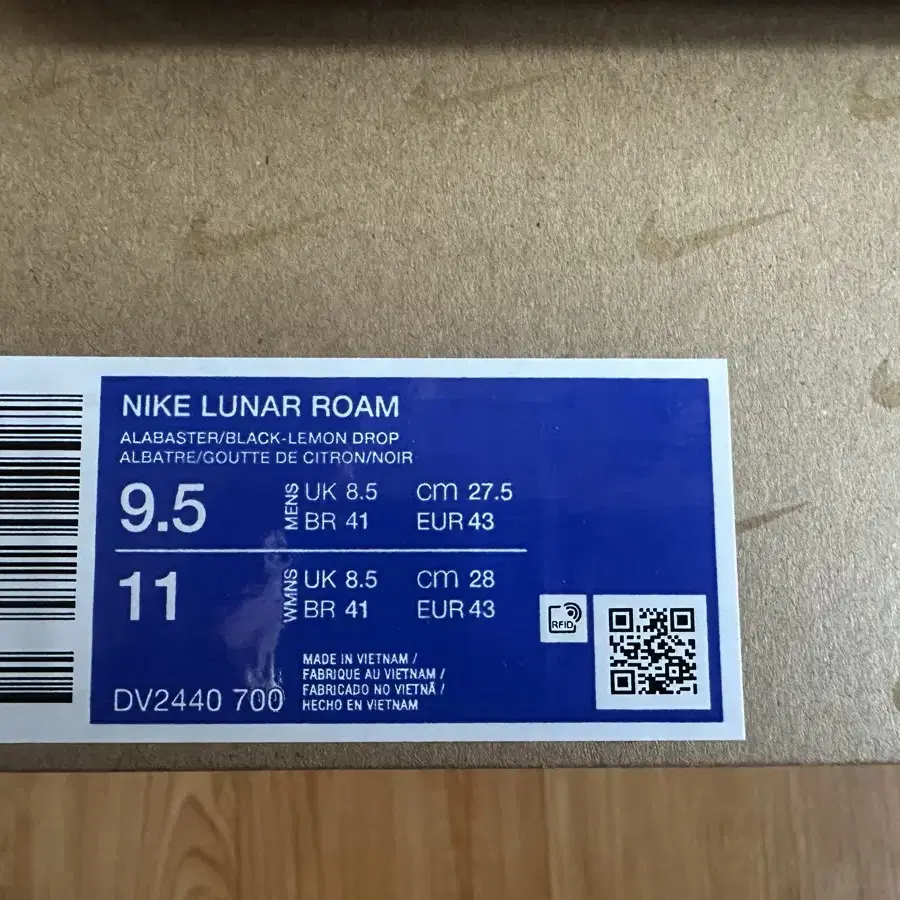 NIKE LUNAR ROAM
ALABASTER/BLACK-LEMON DROP
ALBATRE/GOUTTE DE CITRON/NOIR
9.5 MENS UK 8.5 cm 27.5
BR 41 EUR 43
11 WMNS UK 8.5 cm 28
BR 41 EUR 43
RFID
MADE IN VIETNAM /
FABRIQUE AU VIETNAM /
FABRICADO NO VIETNÃ /
HECHO EN VIETNAM
DV2440 700